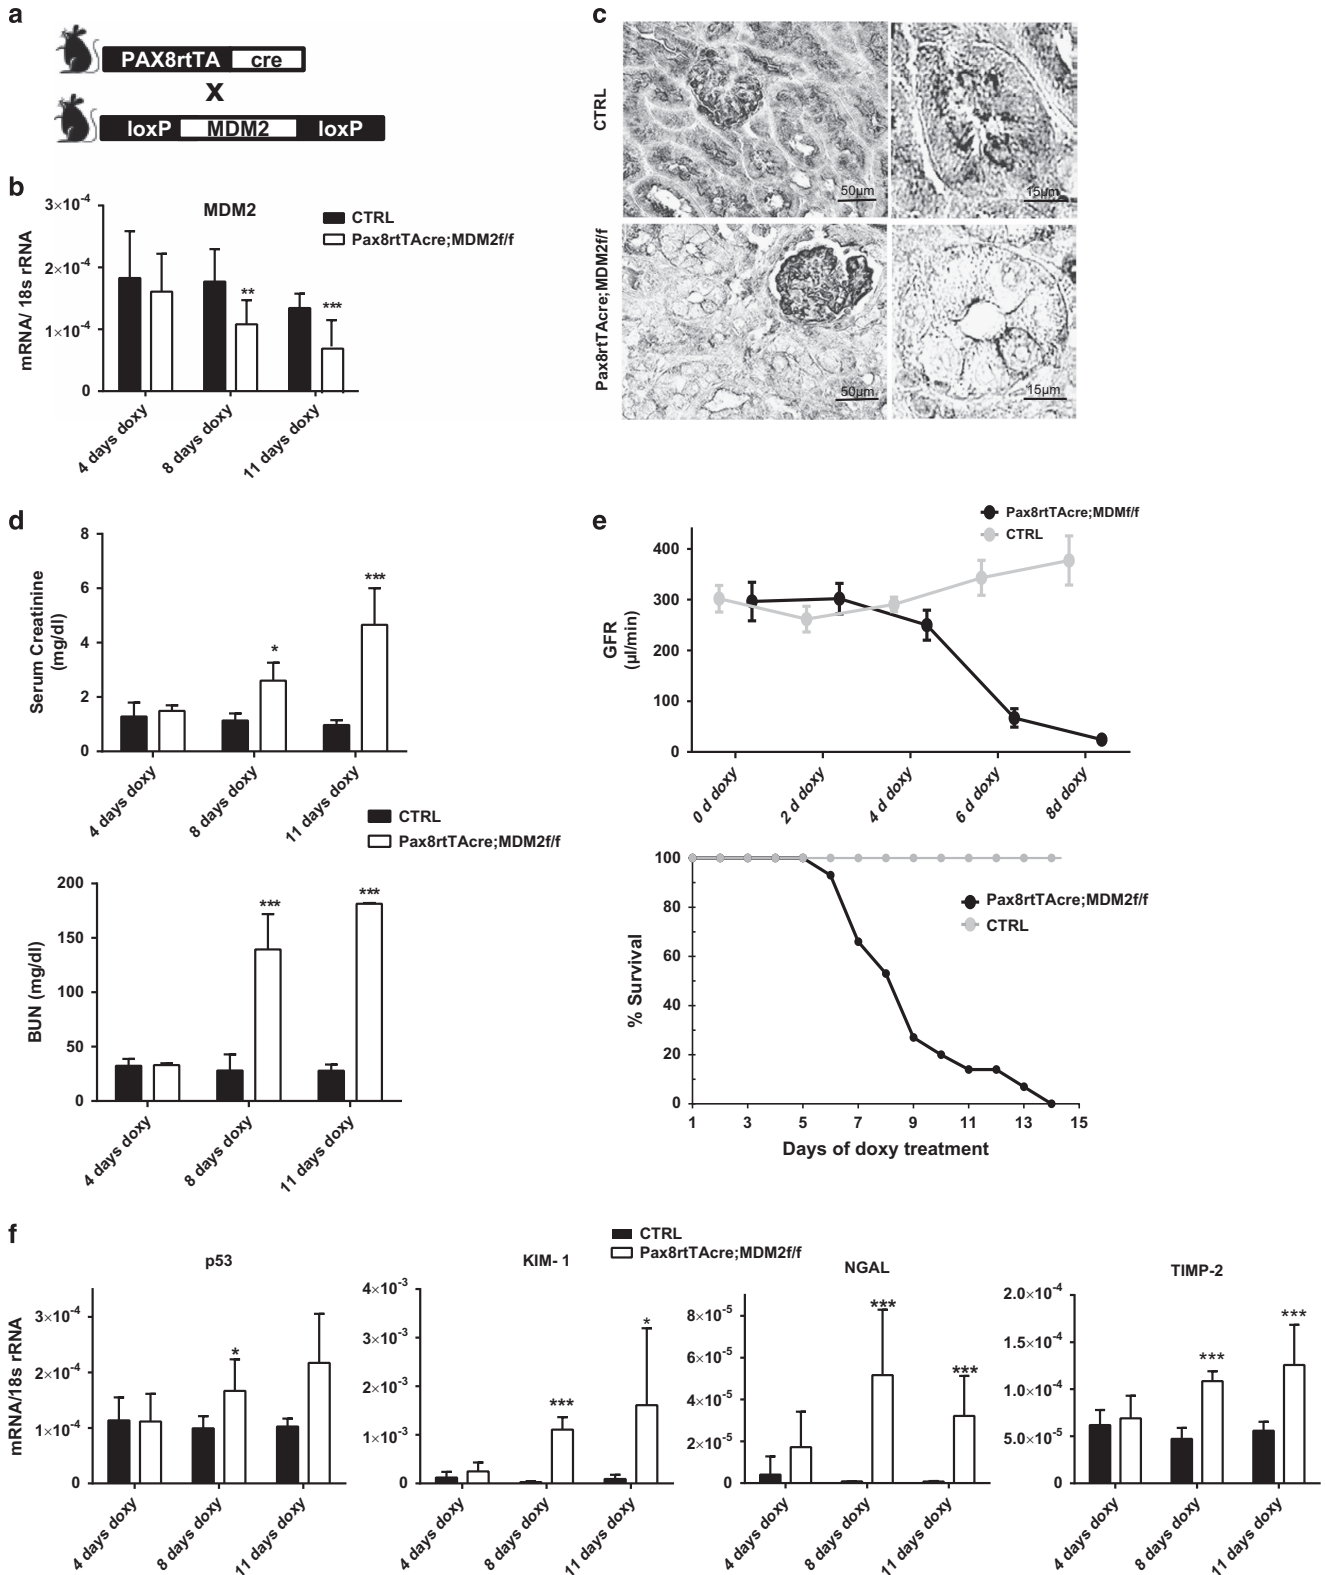 a
PAX8rtTA cre
X
loxP MDM2 loxP
b
MDM2
mRNA/ 18s rRNA
3×10-4
2×10-4
1×10-4
0
CTRL
Pax8rtTAcre;MDM2f/f
**
***
4 days doxy
8 days doxy
11 days doxy
c
CTRL
50µm
15µm
Pax8rtTAcre;MDM2f/f
50µm
15µm
d
Serum Creatinine
(mg/dl)
8
6
4
2
0
*
***
4 days doxy
8 days doxy
11 days doxy
CTRL
Pax8rtTAcre;MDM2f/f
BUN (mg/dl)
200
150
100
50
0
***
***
4 days doxy
8 days doxy
11 days doxy
e
Pax8rtTAcre;MDMf/f
CTRL
GFR
(µl/min)
400
300
200
100
0
0 d doxy
2 d doxy
4 d doxy
6 d doxy
8d doxy
% Survival
100
80
60
40
20
0
Pax8rtTAcre;MDM2f/f
CTRL
1 3 5 7 9 11 13 15
Days of doxy treatment
f
CTRL
Pax8rtTAcre;MDM2f/f
p53
mRNA/18s rRNA
3×10-4
2×10-4
1×10-4
0
*
4 days doxy
8 days doxy
11 days doxy
KIM- 1
4×10-3
3×10-3
2×10-3
1×10-3
0
***
*
4 days doxy
8 days doxy
11 days doxy
NGAL
8×10-5
6×10-5
4×10-5
2×10-5
0
***
***
4 days doxy
8 days doxy
11 days doxy
TIMP-2
2.0×10-4
1.5×10-4
1.0×10-4
5.0×10-5
0
***
***
4 days doxy
8 days doxy
11 days doxy